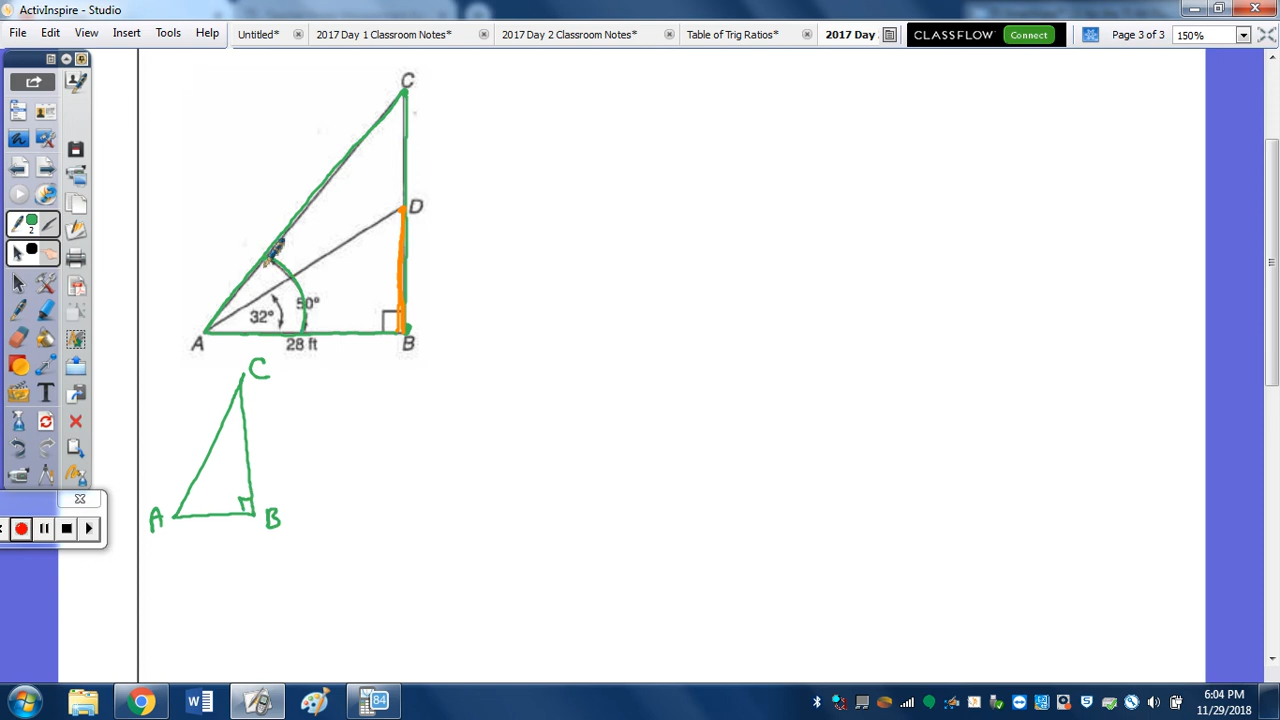 ActivInspire - Studio
File Edit View Insert Tools Help
Untitled* 2017 Day 1 Classroom Notes* 2017 Day 2 Classroom Notes* Table of Trig Ratios* 2017 Day
CLASSFLOW Connect
Page 3 of 3
150%
C
D
50°
32°
A 28 ft B
C
A B
2
T
W
84
6:04 PM
11/29/2018